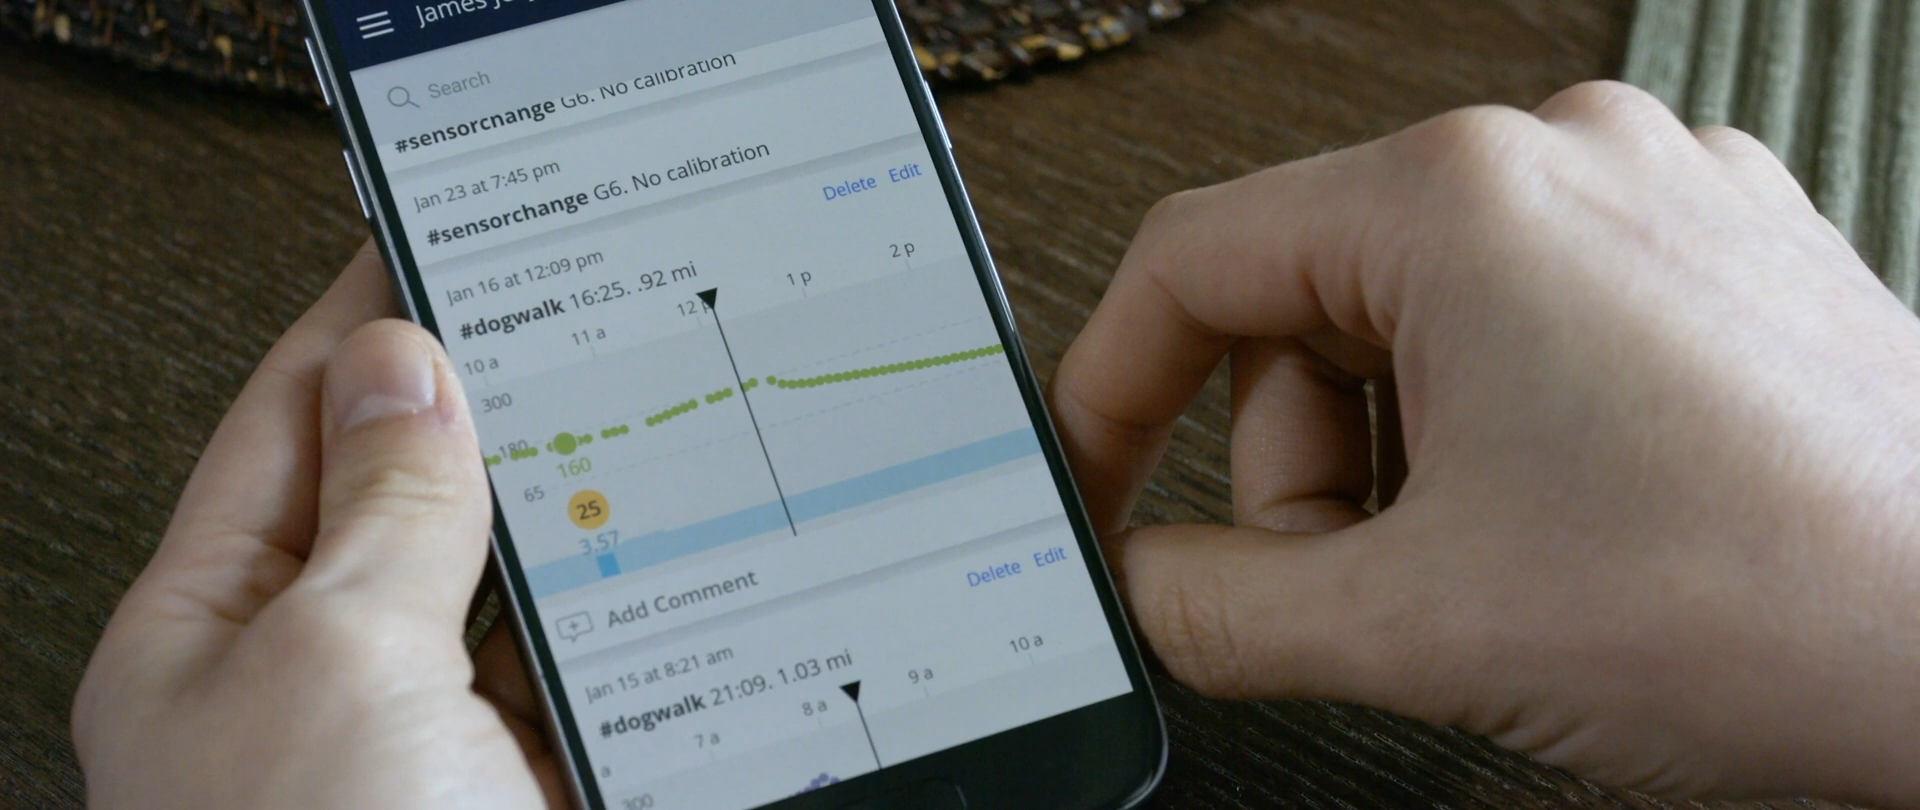 James
Search
#sensorchange G6. No calibration
Jan 23 at 7:45 pm
#sensorchange G6. No calibration
Delete Edit
Jan 16 at 12:09 pm
#dogwalk 16:25. .92 mi
10 a 11 a 12 p 1 p 2 p
300
180
160
65
25
3.57
Add Comment
Delete Edit
Jan 15 at 8:21 am
#dogwalk 21:09. 1.03 mi
a 7 a 8 a 9 a 10 a
300